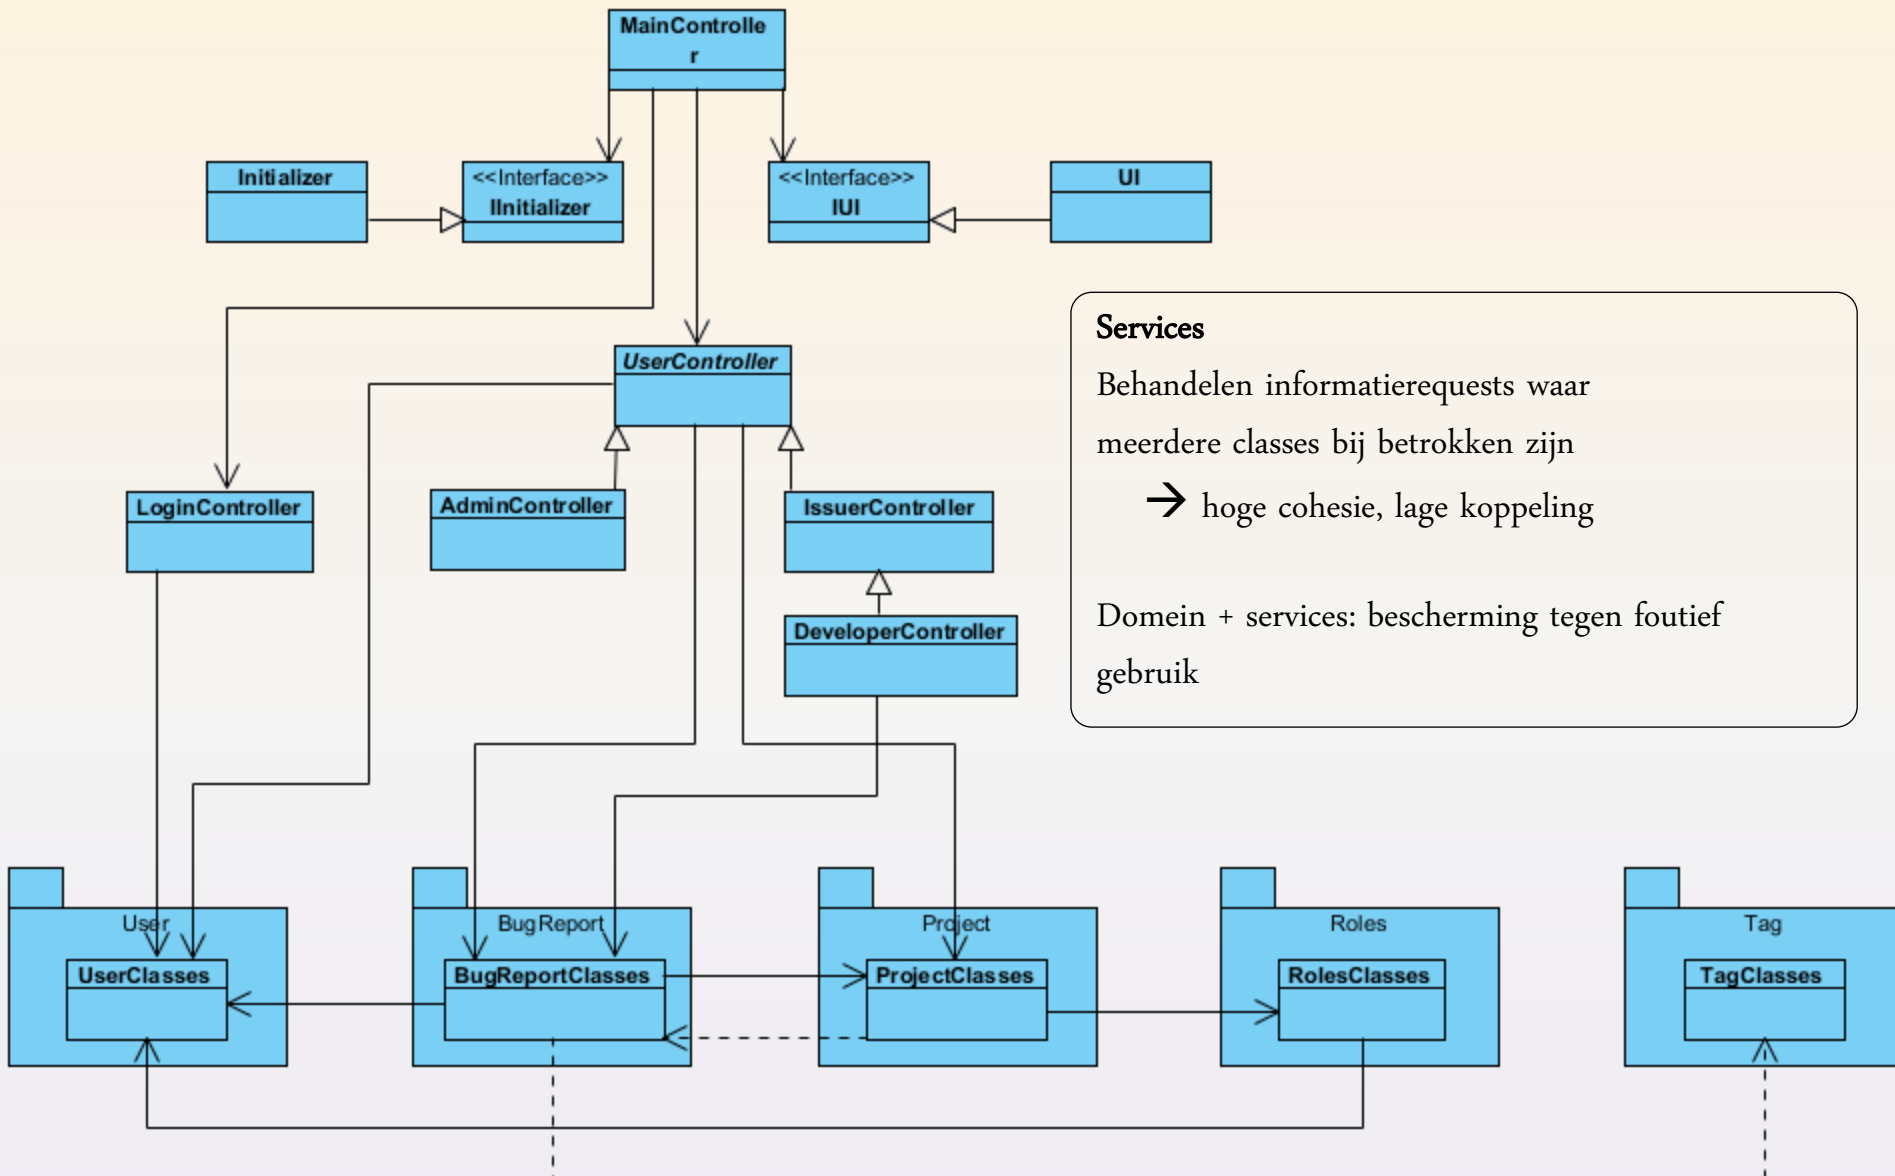 MainControlle
r
Initializer
<<Interface>>
IInitializer
<<Interface>>
IUI
UI
Services
Behandelen informatierequests waar
meerdere classes bij betrokken zijn
→ hoge cohesie, lage koppeling
Domein + services: bescherming tegen foutief
gebruik
UserController
LoginController
AdminController
IssuerController
DeveloperController
User
UserClasses
BugReport
BugReportClasses
Project
ProjectClasses
Roles
RolesClasses
Tag
TagClasses